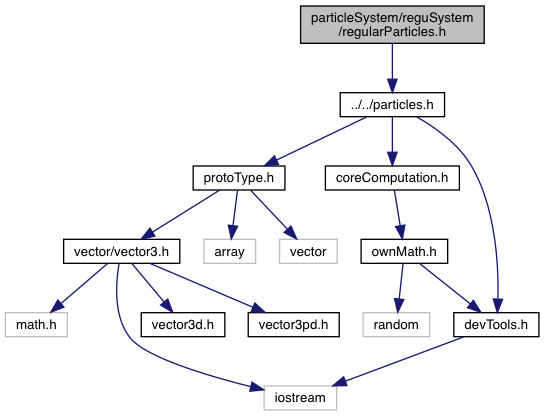 particleSystem/reguSystem
/regularParticles.h
../../particles.h
protoType.h
coreComputation.h
vector/vector3.h
array
vector
ownMath.h
math.h
vector3d.h
vector3pd.h
random
devTools.h
iostream